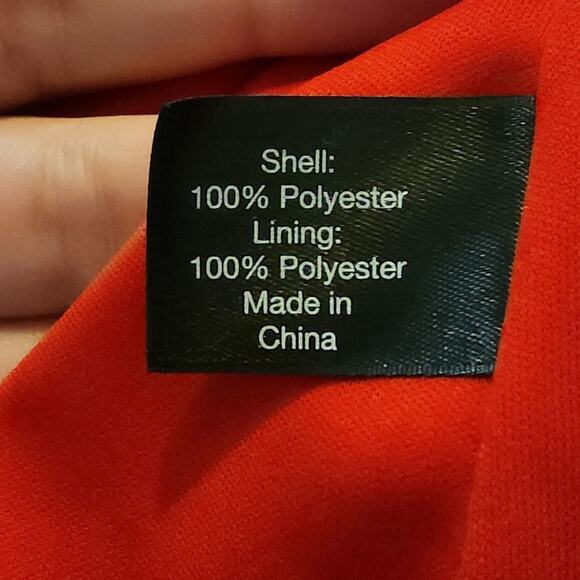 Shell:
100% Polyester
Lining:
100% Polyester
Made in
China